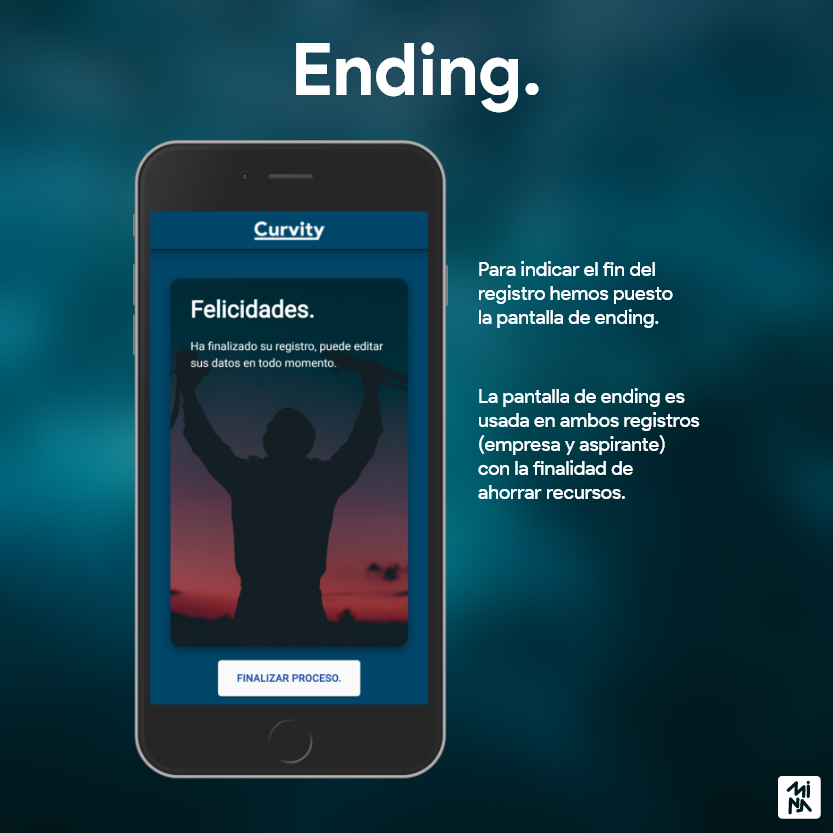 Ending.
Curvity
Felicidades.
Ha finalizado su registro, puede editar
sus datos en todo momento.
FINALIZAR PROCESO.
Para indicar el fin del
registro hemos puesto
la pantalla de ending.
La pantalla de ending es
usada en ambos registros
(empresa y aspirante)
con la finalidad de
ahorrar recursos.
MiNA